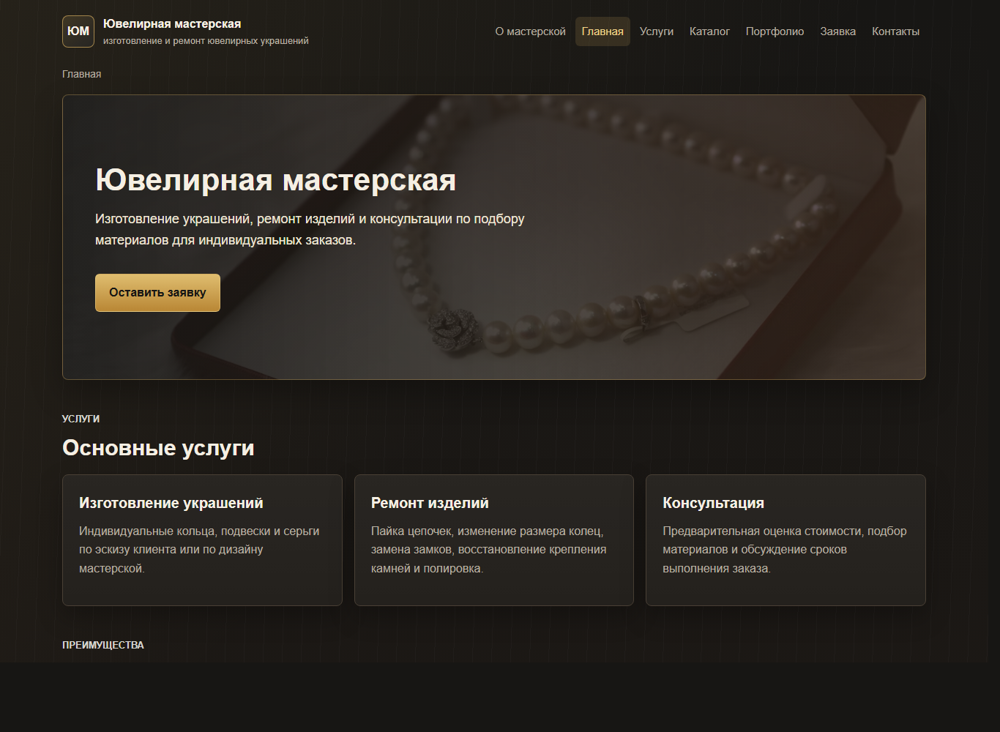 ЮМ
Ювелирная мастерская
изготовление и ремонт ювелирных украшений
О мастерской
Главная
Услуги
Каталог
Портфолио
Заявка
Контакты
Главная
Ювелирная мастерская
Изготовление украшений, ремонт изделий и консультации по подбору
материалов для индивидуальных заказов.
Оставить заявку
УСЛУГИ
Основные услуги
Изготовление украшений
Индивидуальные кольца, подвески и серьги
по эскизу клиента или по дизайну
мастерской.
Ремонт изделий
Пайка цепочек, изменение размера колец,
замена замков, восстановление крепления
камней и полировка.
Консультация
Предварительная оценка стоимости, подбор
материалов и обсуждение сроков
выполнения заказа.
ПРЕИМУЩЕСТВА